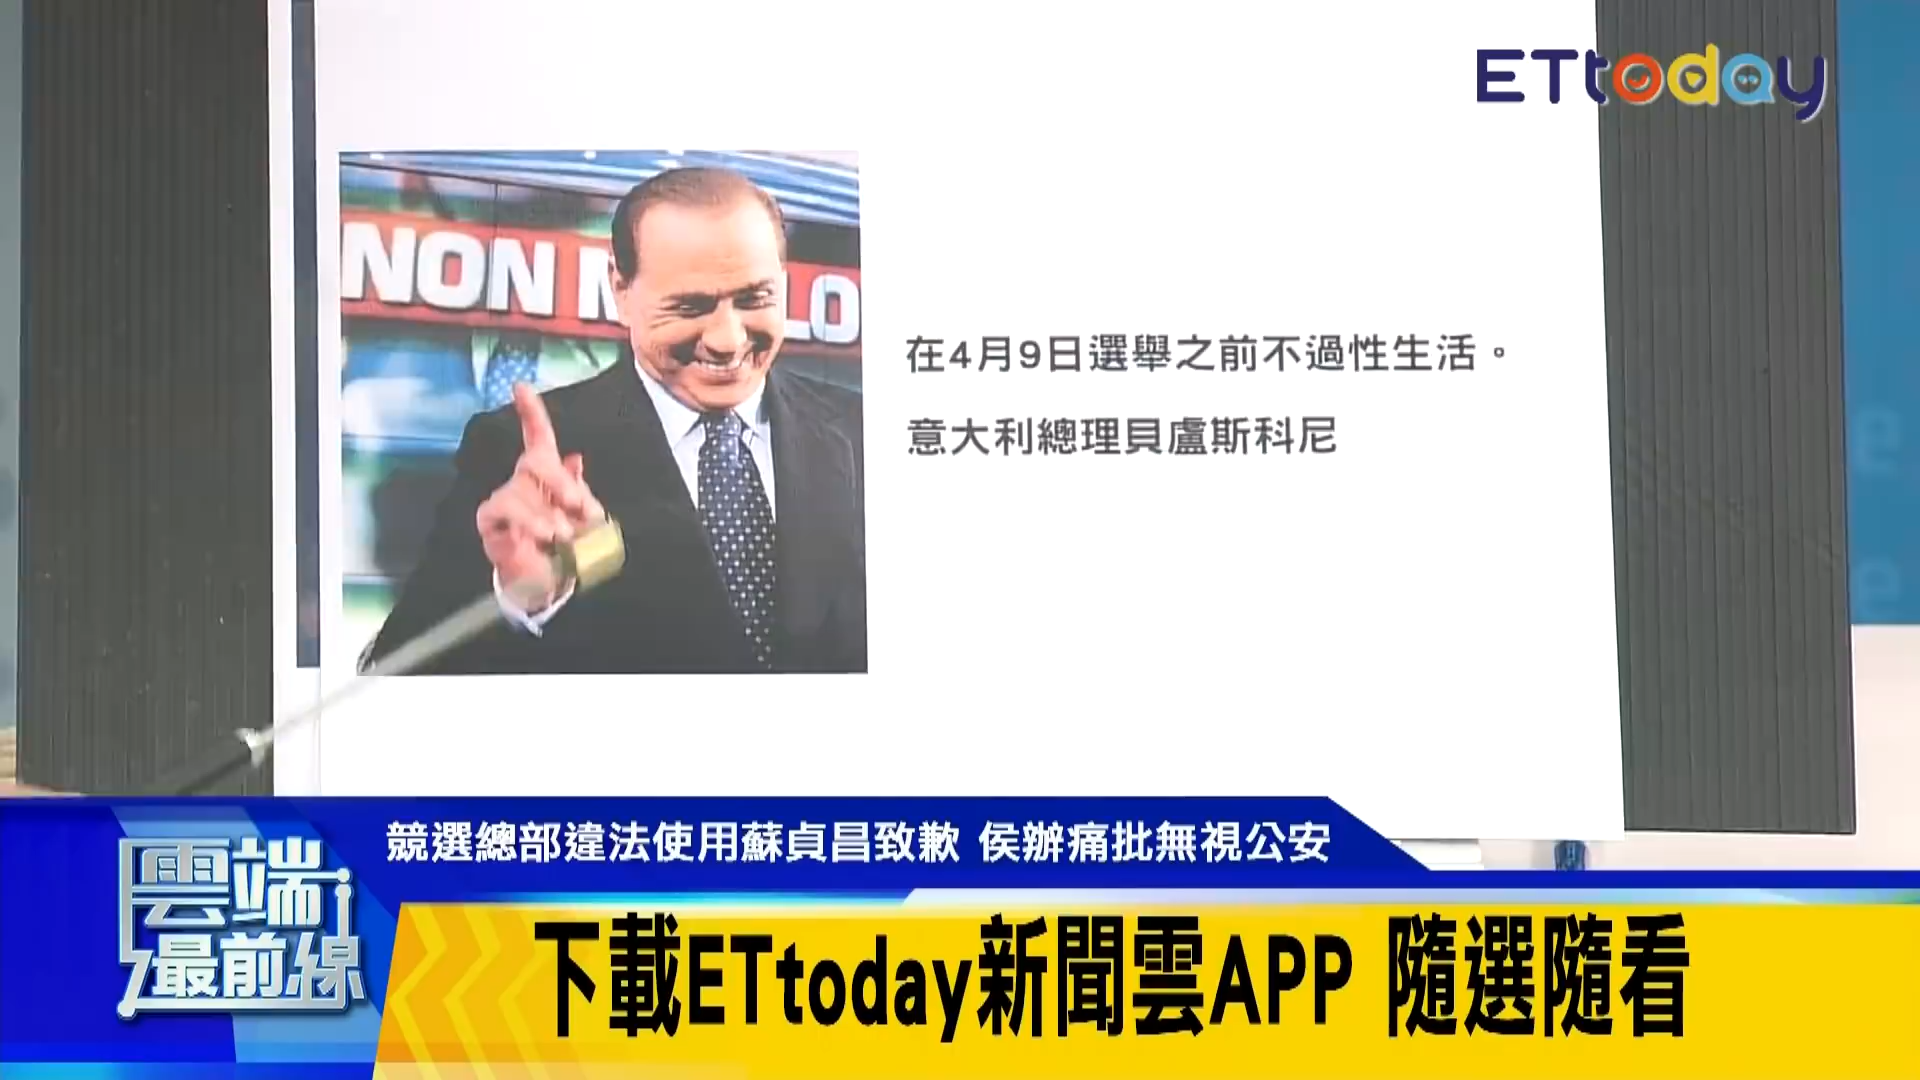 ETtoday
NON M LO
在4月9日選舉之前不過性生活。
意大利總理貝盧斯科尼
e
e
競選總部違法使用蘇貞昌致歉 侯辦痛批無視公安
雲端
最前線
下載ETtoday新聞雲APP 隨選隨看